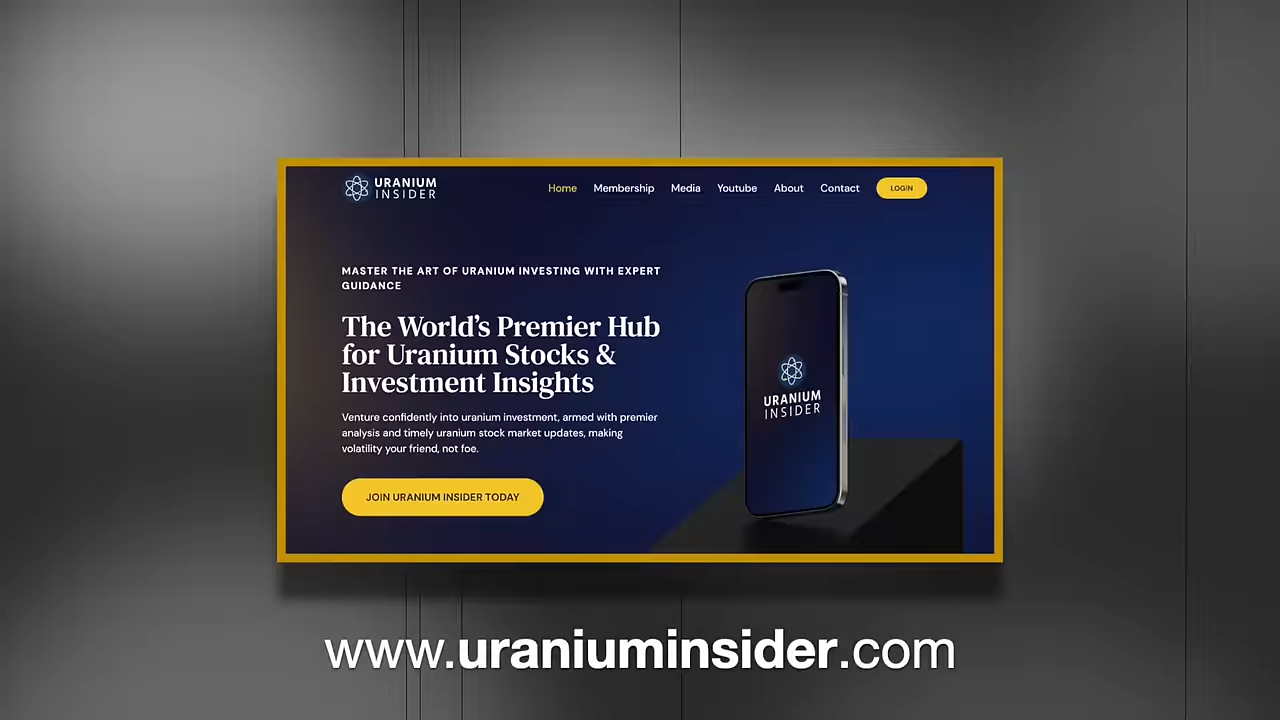 URANIUM
INSIDER
Home Membership Media Youtube About Contact LOGIN
MASTER THE ART OF URANIUM INVESTING WITH EXPERT
GUIDANCE
The World's Premier Hub
for Uranium Stocks &
Investment Insights
Venture confidently into uranium investment, armed with premier
analysis and timely uranium stock market updates, making
volatility your friend, not foe.
JOIN URANIUM INSIDER TODAY
URANIUM
INSIDER
www.uraniuminsider.com